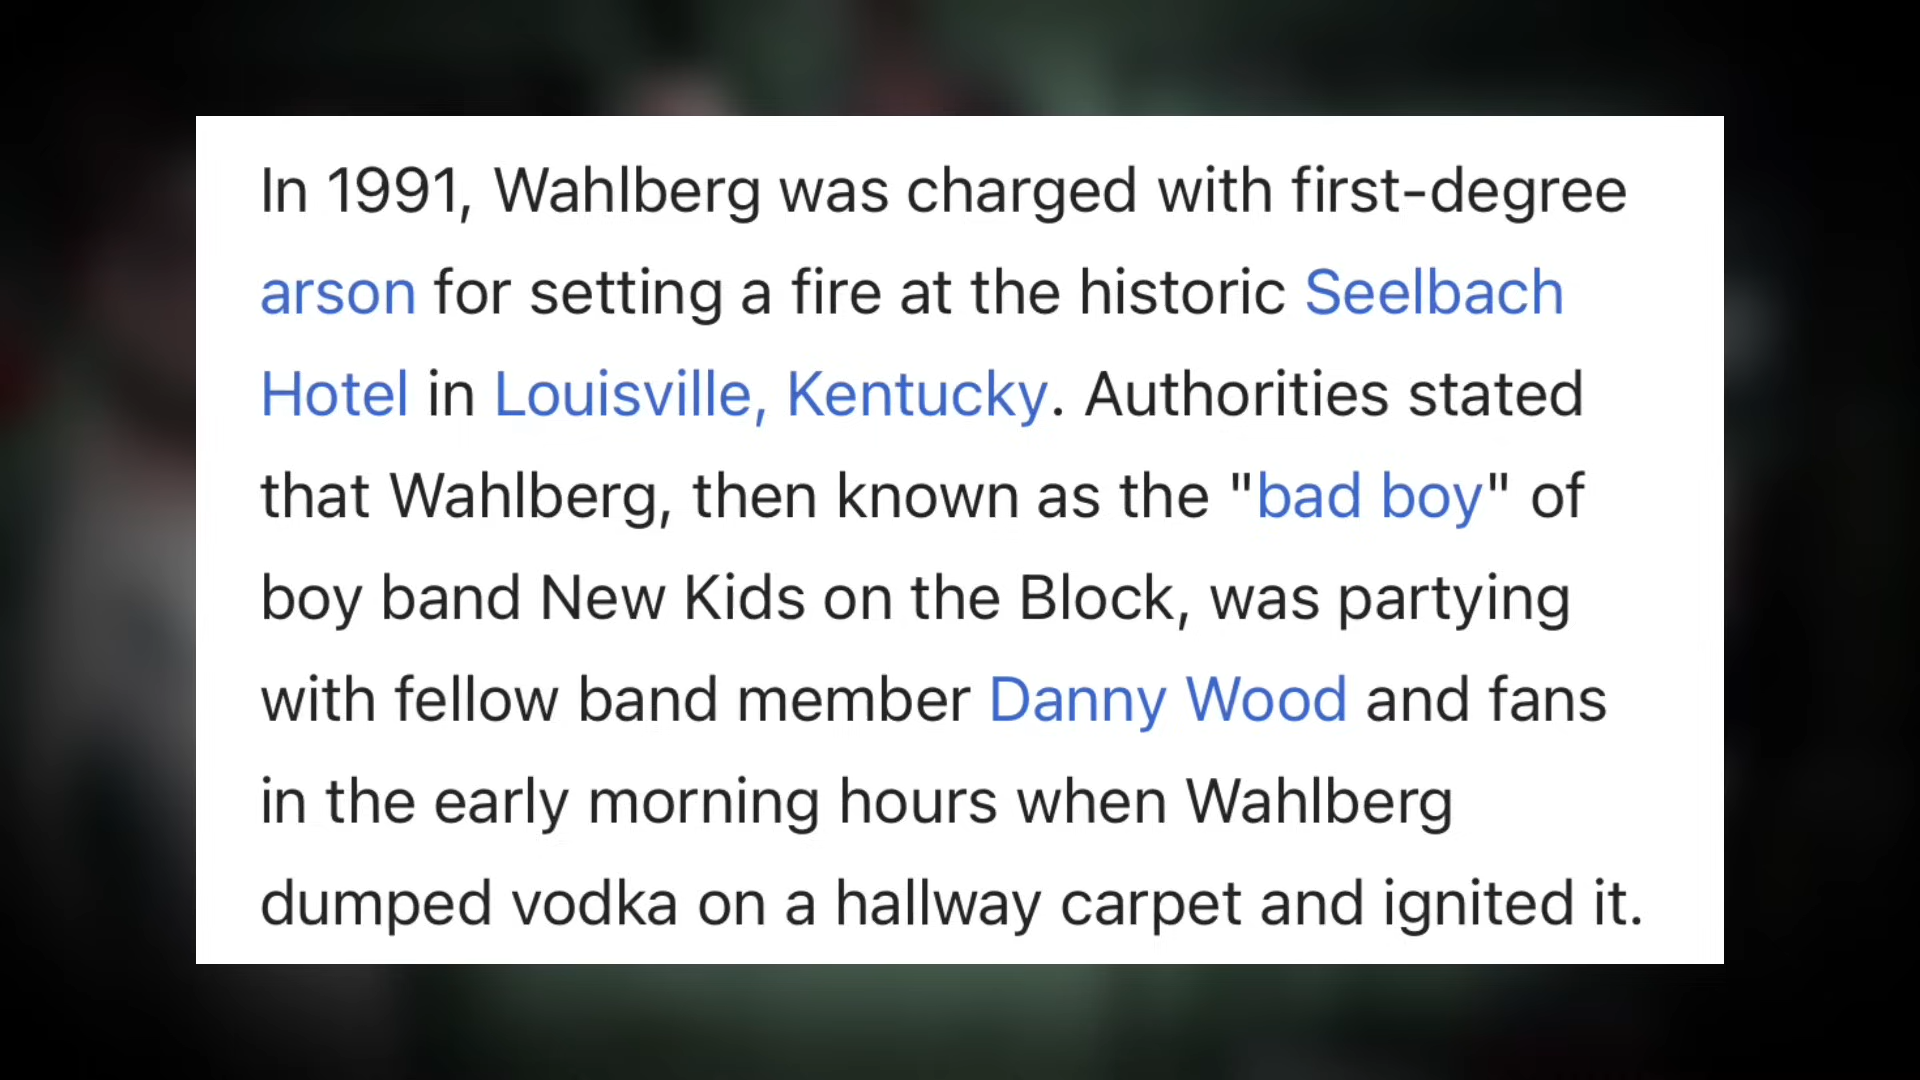 In 1991, Wahlberg was charged with first-degree
arson for setting a fire at the historic Seelbach
Hotel in Louisville, Kentucky. Authorities stated
that Wahlberg, then known as the "bad boy" of
boy band New Kids on the Block, was partying
with fellow band member Danny Wood and fans
in the early morning hours when Wahlberg
dumped vodka on a hallway carpet and ignited it.